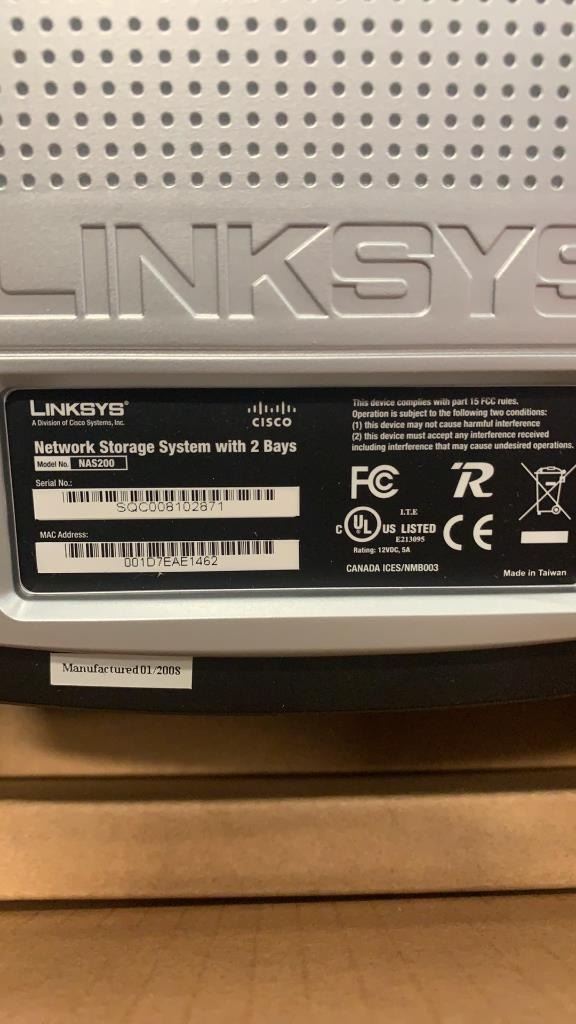 LINKSYS
LINKSYS®
A Division of Cisco Systems, Inc.
CISCO
Network Storage System with 2 Bays
Model No. NAS200
Serial No.:
SQC008102871
MAC Address:
001D7EAE1462
This device complies with part 15 FCC rules.
Operation is subject to the following two conditions:
(1) this device may not cause harmful interference
(2) this device must accept any interference received
including interference that may cause undesired operations.
FC
R
I.T.E
C UL US LISTED
E213095
CE
Rating: 12VDC, 5A
CANADA ICES/NMB003
Made in Taiwan
Manufactured 01/2008